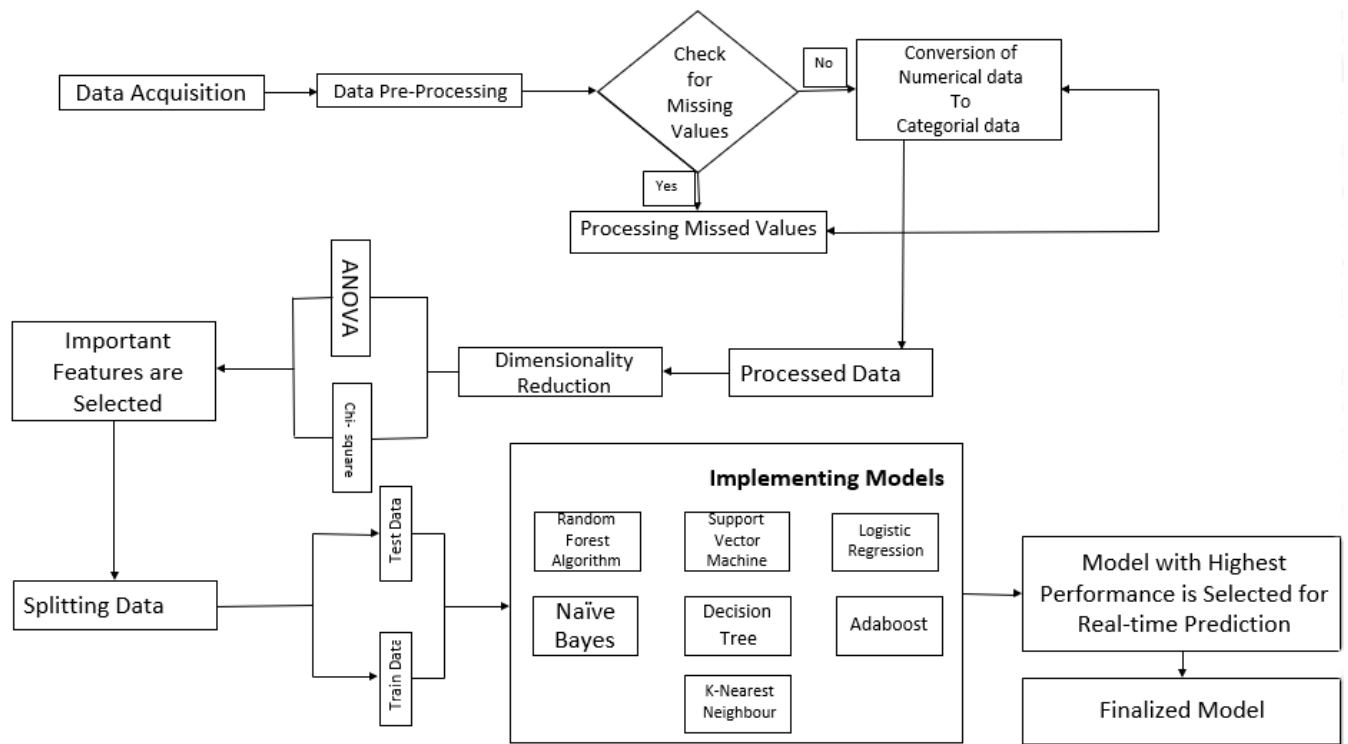 Data Acquisition
Data Pre-Processing
Check
for
Missing
Values
No
Conversion of
Numerical data
To
Categorial data
Yes
Processing Missed Values
ANOVA
Chi- square
Important
Features are
Selected
Dimensionality
Reduction
Processed Data
Splitting Data
Test Data
Train Data
Implementing Models
Random
Forest
Algorithm
Support
Vector
Machine
Logistic
Regression
Naïve
Bayes
Decision
Tree
Adaboost
K-Nearest
Neighbour
Model with Highest
Performance is Selected for
Real-time Prediction
Finalized Model